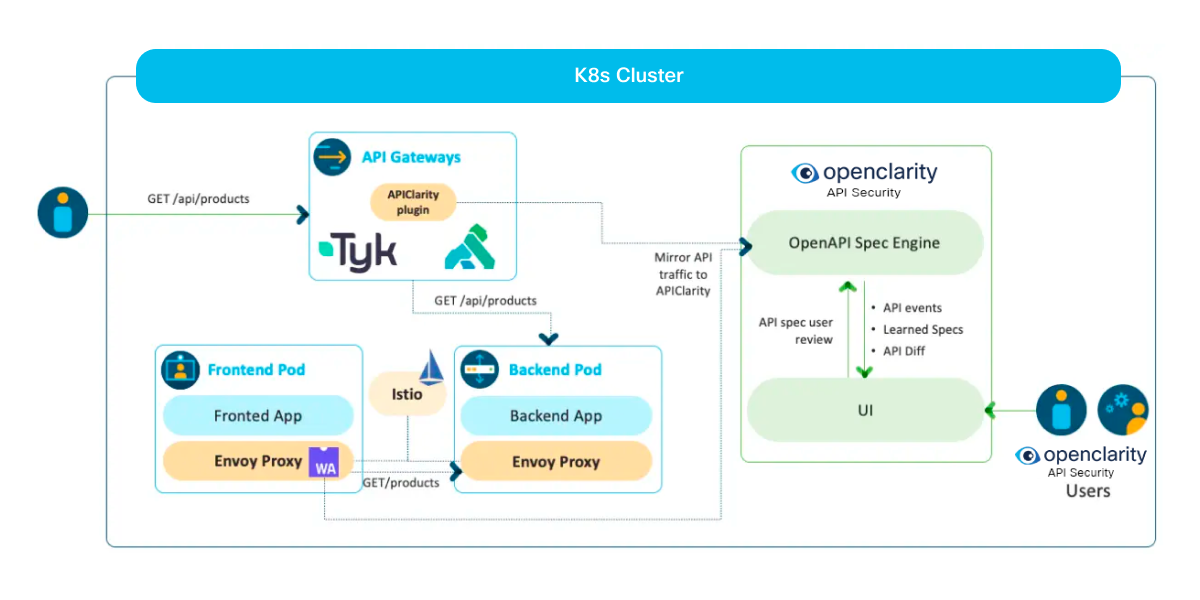 K8s Cluster
API Gateways
GET /api/products
APIClarity
plugin
Tyk
openclarity
API Security
OpenAPI Spec Engine
Mirror API
traffic to
APIClarity
GET /api/products
API spec user
review
• API events
• Learned Specs
• API Diff
Frontend Pod
Fronted App
Envoy Proxy
WA
Istio
Backend Pod
Backend App
Envoy Proxy
GET/products
UI
openclarity
API Security
Users